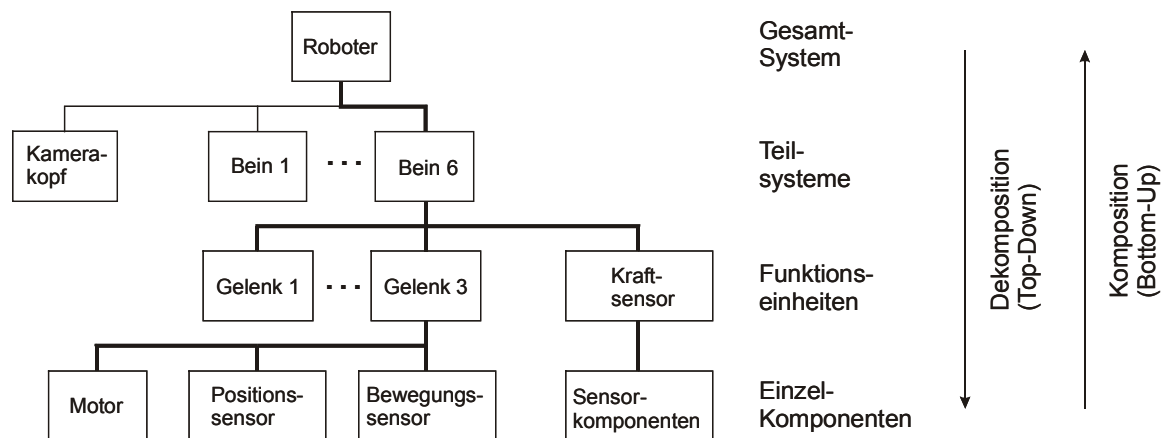 Roboter
Gesamt-
System
Kamera-
kopf
Bein 1
...
Bein 6
Teil-
systeme
Gelenk 1
...
Gelenk 3
Kraft-
sensor
Funktions-
einheiten
Motor
Positions-
sensor
Bewegungs-
sensor
Sensor-
komponenten
Einzel-
Komponenten
Dekomposition
(Top-Down)
Komposition
(Bottom-Up)